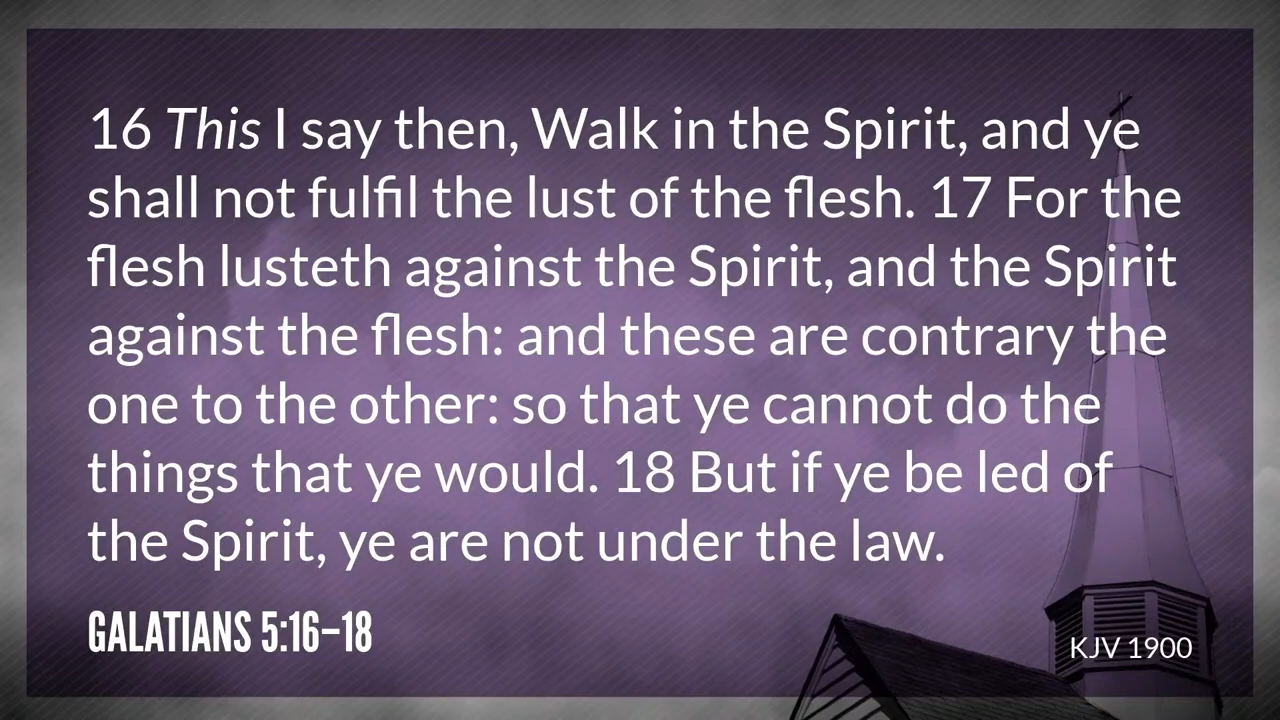 16 This I say then, Walk in the Spirit, and ye
shall not fulfil the lust of the flesh. 17 For the
flesh lusteth against the Spirit, and the Spirit
against the flesh: and these are contrary the
one to the other: so that ye cannot do the
things that ye would. 18 But if ye be led of
the Spirit, ye are not under the law.
GALATIANS 5:16–18
KJV 1900